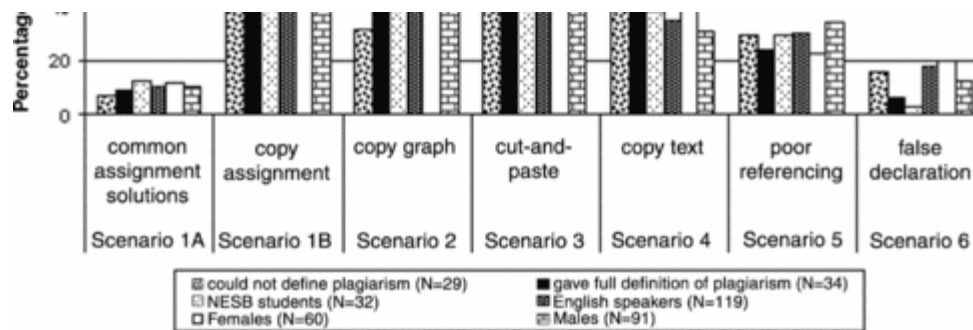 Percentag
20
0
common assignment solutions
copy assignment
copy graph
cut-and-paste
copy text
poor referencing
false declaration
Scenario 1A
Scenario 1B
Scenario 2
Scenario 3
Scenario 4
Scenario 5
Scenario 6
could not define plagiarism (N=29)
gave full definition of plagiarism (N=34)
NESB students (N=32)
English speakers (N=119)
Females (N=60)
Males (N=91)